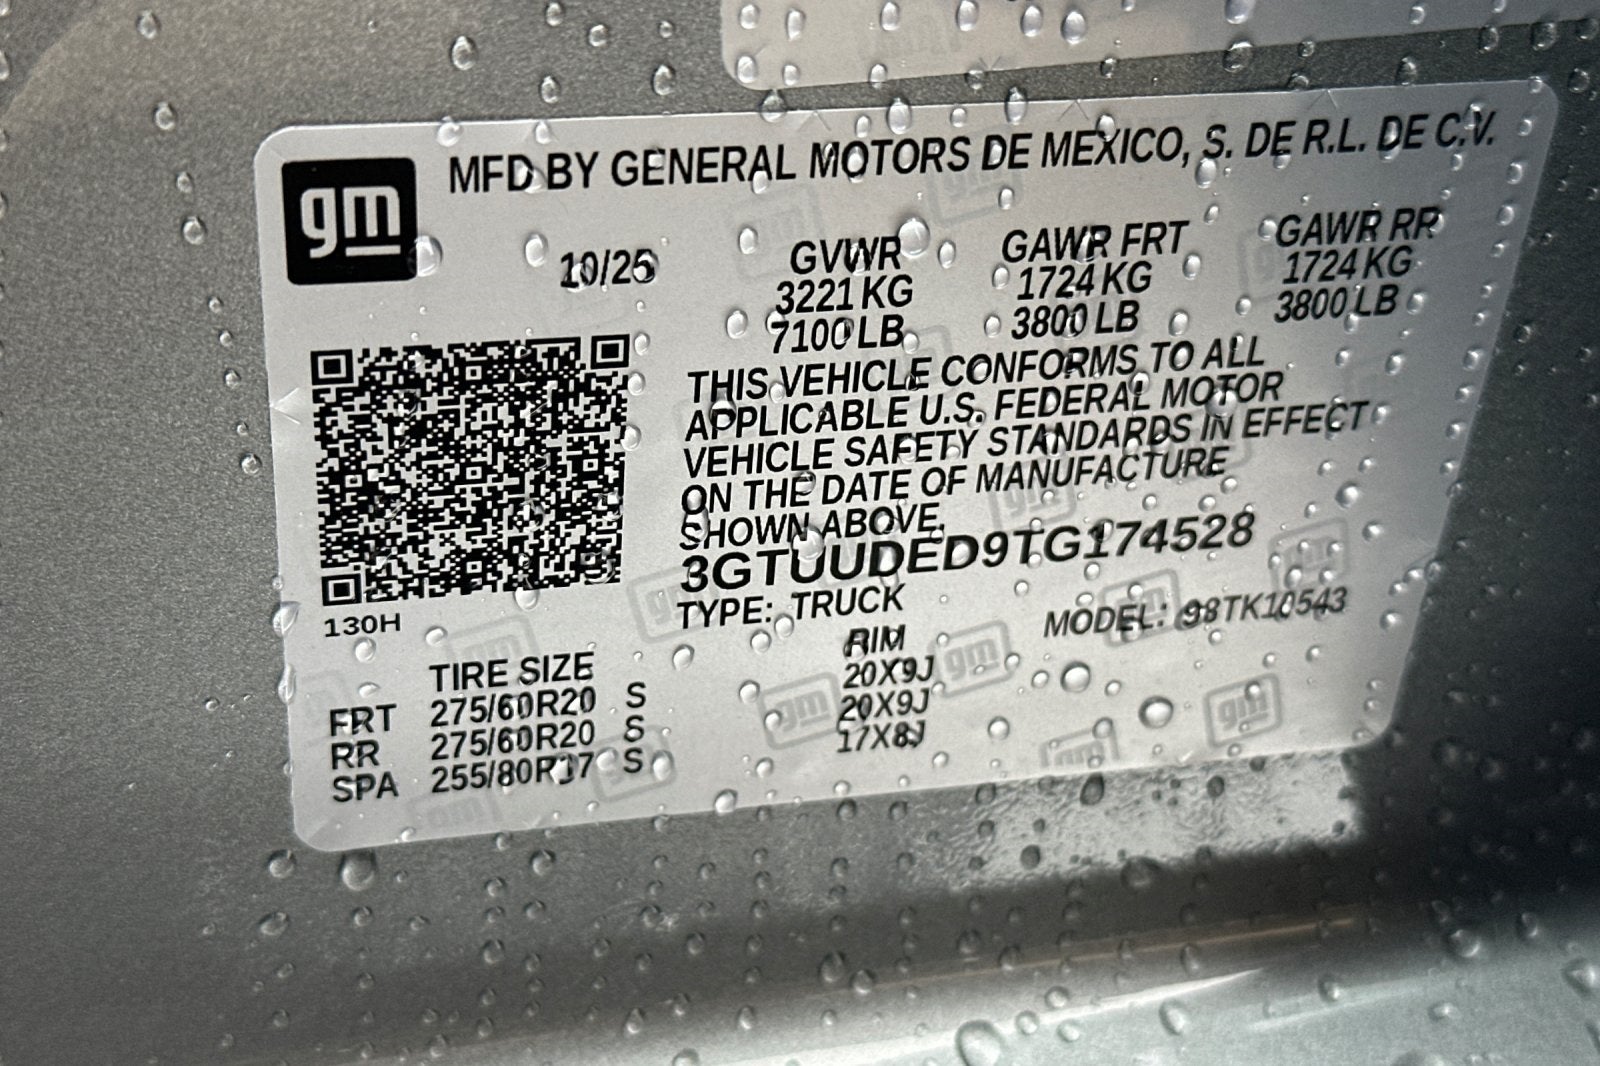 gm
MFD BY GENERAL MOTORS DE MEXICO, S. DE R.L. DE C.V.
10/25 GVWR GAWR FRT GAWR RR
3221 KG 1724 KG 1724 KG
7100 LB 3800 LB 3800 LB
THIS VEHICLE CONFORMS TO ALL
APPLICABLE U.S. FEDERAL MOTOR
VEHICLE SAFETY STANDARDS IN EFFECT
ON THE DATE OF MANUFACTURE
SHOWN ABOVE.
3GTUUDED9TG174528
130H
TYPE: TRUCK MODEL: 98TK10543
TIRE SIZE RIM
FRT 275/60R20 S 20X9J
RR 275/60R20 S 20X9J
SPA 255/80R17 S 17X8J